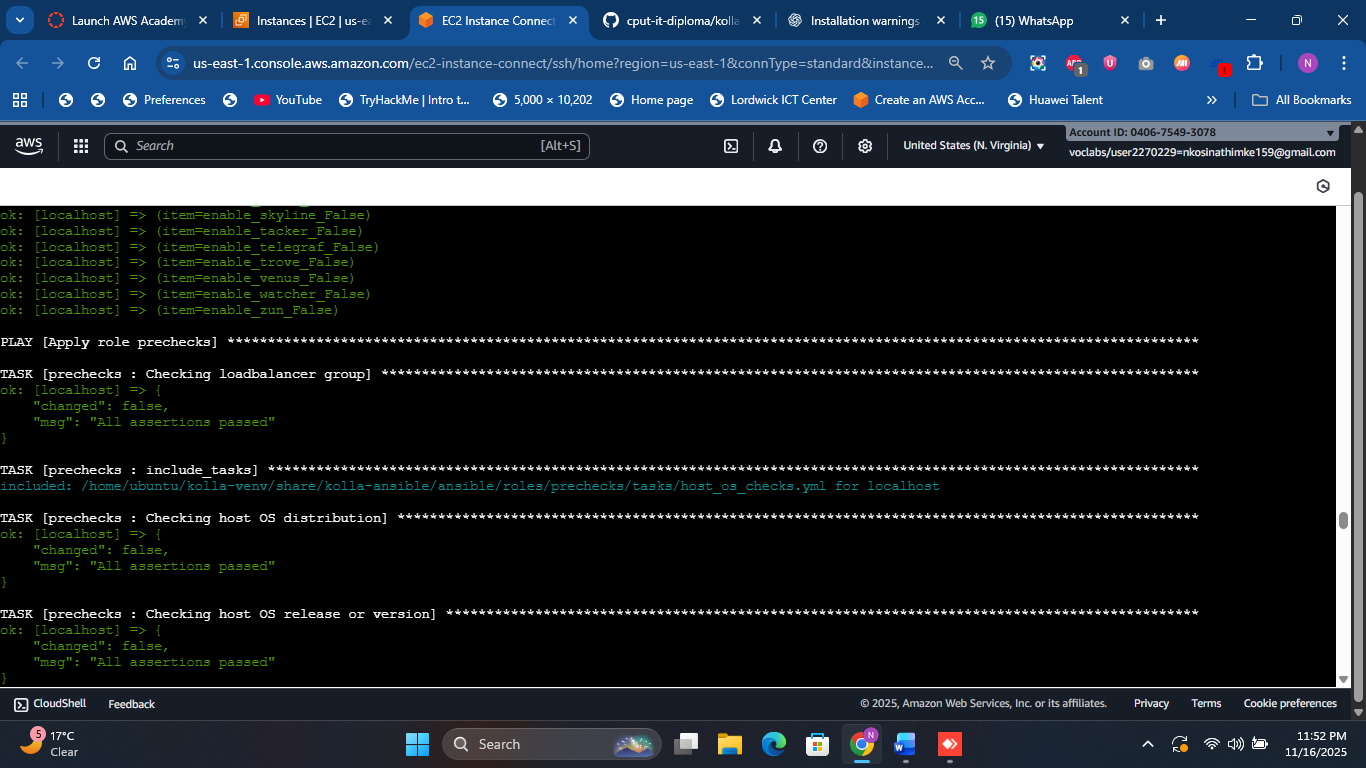 Launch AWS Academy
Instances | EC2 | us-ea
EC2 Instance Connect
cput-it-diploma/kolla
Installation warnings
(15) WhatsApp
us-east-1.console.aws.amazon.com/ec2-instance-connect/ssh/home?region=us-east-1&connType=standard&instance...
Preferences
YouTube
TryHackMe | Intro t...
5,000 × 10,202
Home page
Lordwick ICT Center
Create an AWS Acc...
Huawei Talent
All Bookmarks
aws
Search
[Alt+S]
United States (N. Virginia)
Account ID: 0406-7549-3078
voclabs/user2270229=nkosinathimke159@gmail.com
ok: [localhost] => (item=enable_skyline_False)
ok: [localhost] => (item=enable_tacker_False)
ok: [localhost] => (item=enable_telegraf_False)
ok: [localhost] => (item=enable_trove_False)
ok: [localhost] => (item=enable_venus_False)
ok: [localhost] => (item=enable_watcher_False)
ok: [localhost] => (item=enable_zun_False)
PLAY [Apply role prechecks] ************************************************************************************************************************
TASK [prechecks : Checking loadbalancer group] *****************************************************************************************************
ok: [localhost] => {
    "changed": false,
    "msg": "All assertions passed"
}
TASK [prechecks : include_tasks] *******************************************************************************************************************
included: /home/ubuntu/kolla-venv/share/kolla-ansible/ansible/roles/prechecks/tasks/host_os_checks.yml for localhost
TASK [prechecks : Checking host OS distribution] ***************************************************************************************************
ok: [localhost] => {
    "changed": false,
    "msg": "All assertions passed"
}
TASK [prechecks : Checking host OS release or version] *********************************************************************************************
ok: [localhost] => {
    "changed": false,
    "msg": "All assertions passed"
}
CloudShell
Feedback
© 2025, Amazon Web Services, Inc. or its affiliates.
Privacy
Terms
Cookie preferences
5
17°C
Clear
Search
11:52 PM
11/16/2025